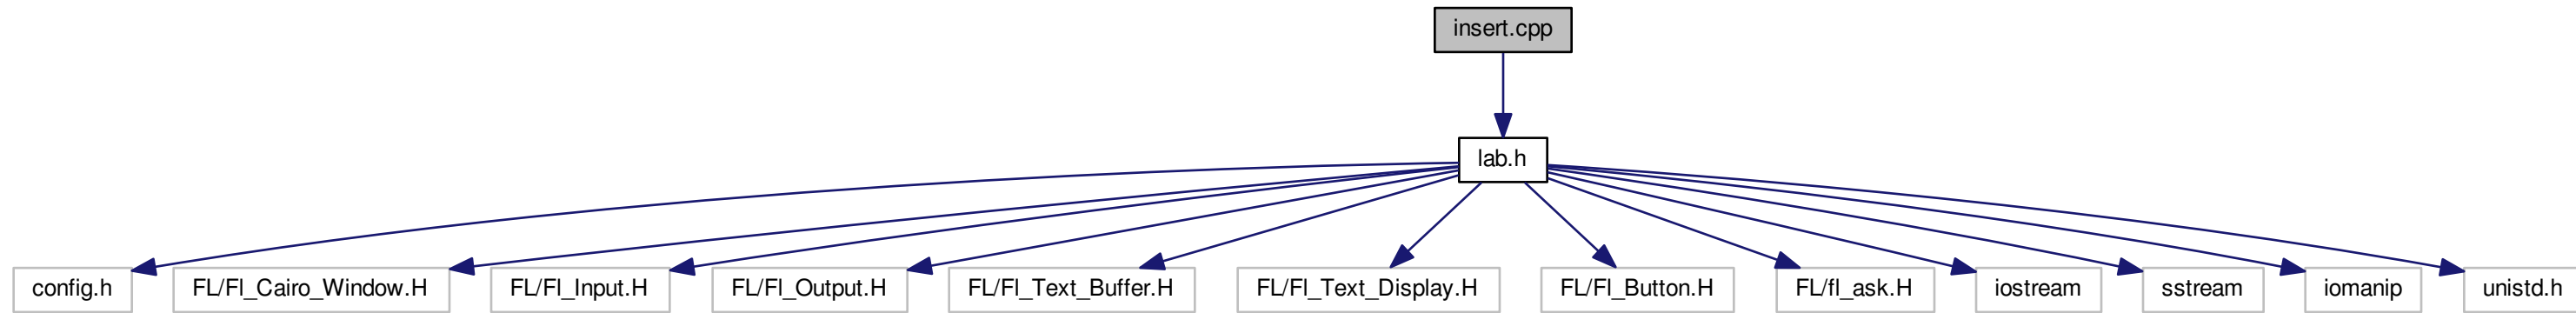 insert.cpp
lab.h
config.h
FL/Fl_Cairo_Window.H
FL/Fl_Input.H
FL/Fl_Output.H
FL/Fl_Text_Buffer.H
FL/Fl_Text_Display.H
FL/Fl_Button.H
FL/fl_ask.H
iostream
sstream
iomanip
unistd.h